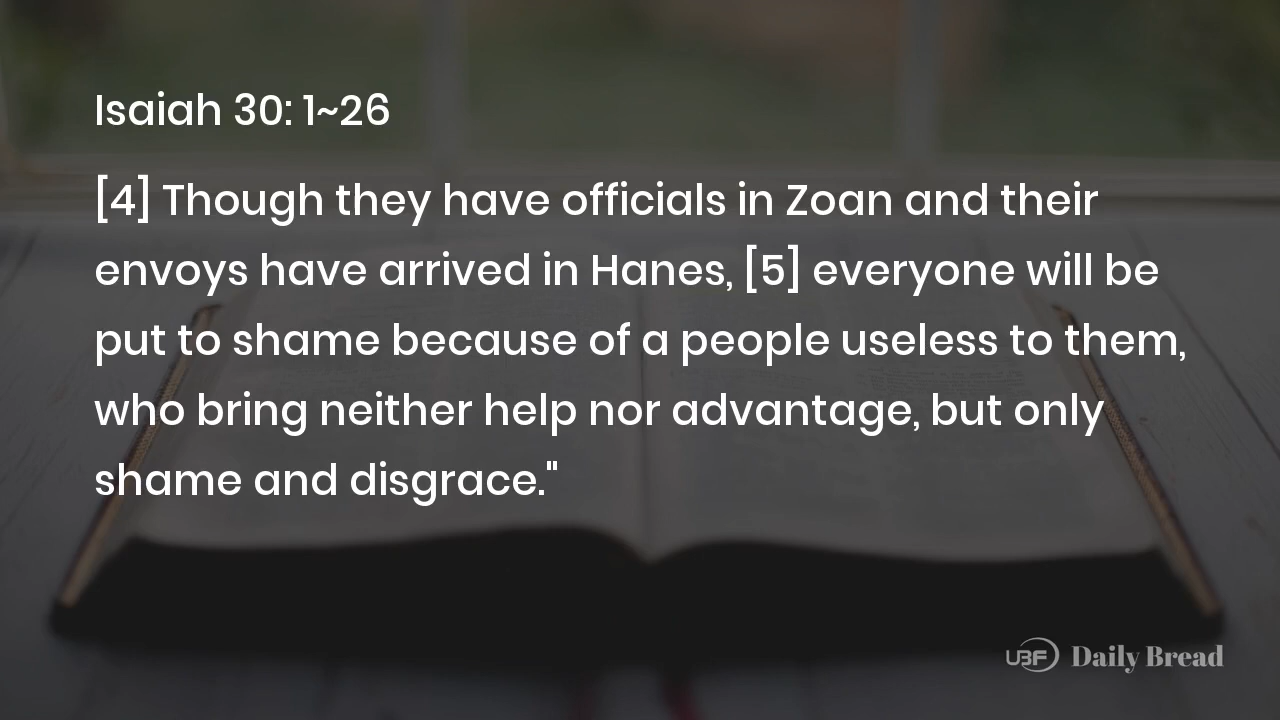 Isaiah 30: 1~26
[4] Though they have officials in Zoan and their
envoys have arrived in Hanes, [5] everyone will be
put to shame because of a people useless to them,
who bring neither help nor advantage, but only
shame and disgrace."
UBF Daily Bread